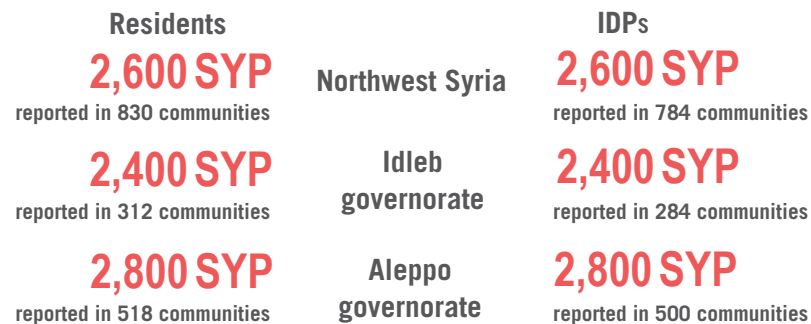 Residents
IDPs
2,600 SYP
Northwest Syria
2,600 SYP
reported in 830 communities
reported in 784 communities
2,400 SYP
Idleb
governorate
2,400 SYP
reported in 312 communities
reported in 284 communities
2,800 SYP
Aleppo
governorate
2,800 SYP
reported in 518 communities
reported in 500 communities